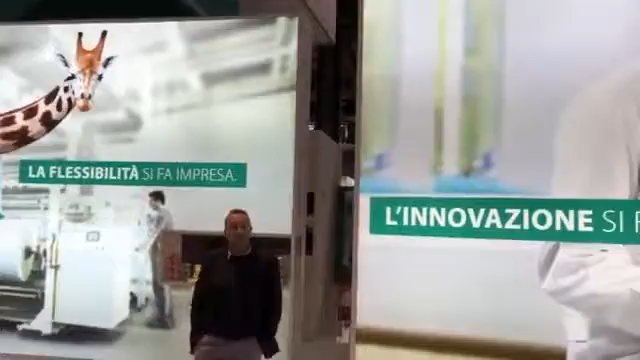 LA FLESSIBILITÀ SI FA IMPRESA.
L'INNOVAZIONE SI